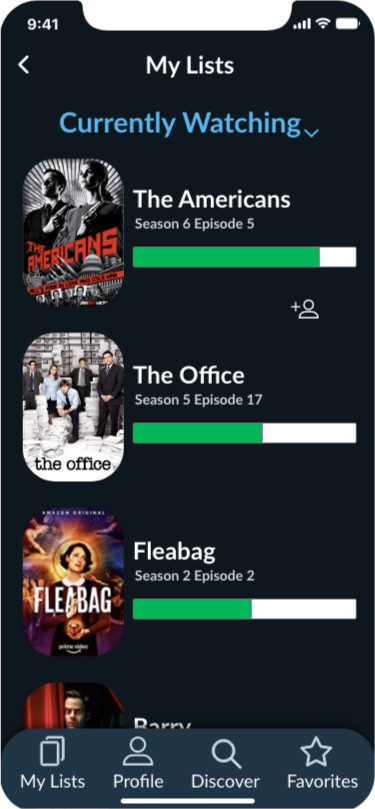 9:41
My Lists
Currently Watching
The Americans
Season 6 Episode 5
THE
AMERICANS
The Office
Season 5 Episode 17
the office
AMAZON ORIGINAL
Fleabag
Season 2 Episode 2
FLEABAG
prime video
Barry
My Lists
Profile
Discover
Favorites